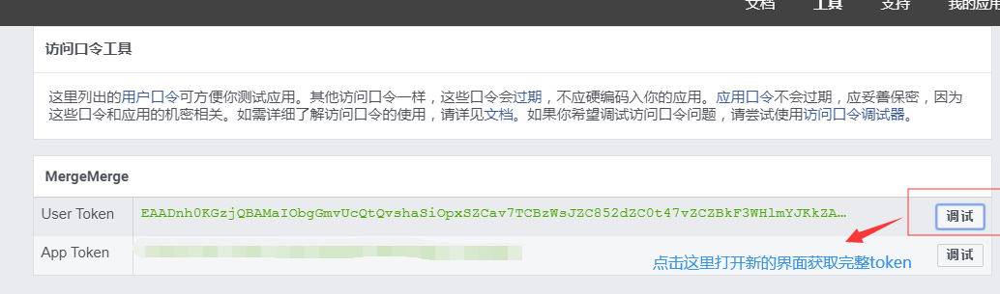 文档 工具 支持 我的应用
访问口令工具
这里列出的用户口令可方便你测试应用。其他访问口令一样，这些口令会过期，不应硬编码入你的应用。应用口令不会过期，应妥善保密，因为
这些口令和应用的机密相关。如需详细了解访问口令的使用，请详见文档。如果你希望调试访问口令问题，请尝试使用访问口令调试器。
MergeMerge
User Token EAADnh0KGzjQBAMaIObgGmvUcQtQvshaSiOpxSZCav7TCBzWsJZC852dZC0t47vZCZBkF3WHlmYJKkZA… 调试
App Token 调试
点击这里打开新的界面获取完整token